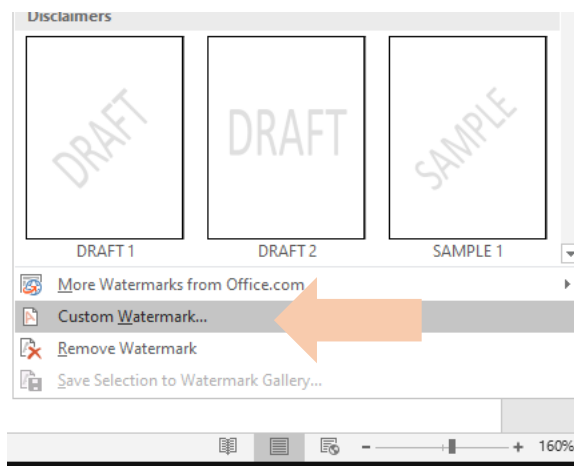 Disclaimers
DRAFT
DRAFT
SAMPLE
DRAFT 1
DRAFT 2
SAMPLE 1
More Watermarks from Office.com
Custom Watermark...
Remove Watermark
Save Selection to Watermark Gallery...
- + 160%